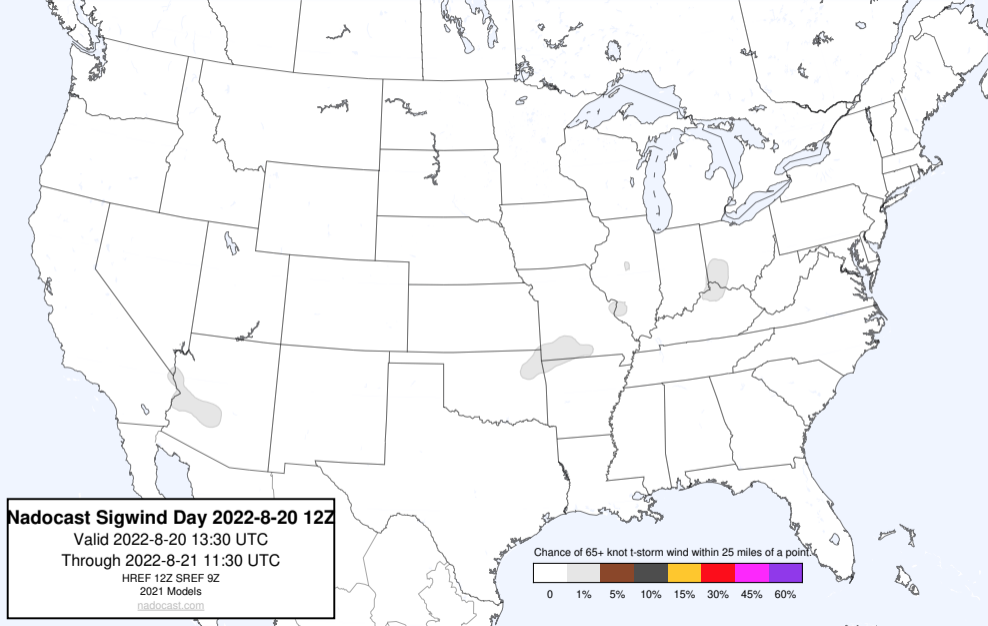 Nadocast Sigwind Day 2022-8-20 12Z
Valid 2022-8-20 13:30 UTC
Through 2022-8-21 11:30 UTC
HREF 12Z SREF 9Z
2021 Models
nadocast.com
Chance of 65+ knot t-storm wind within 25 miles of a point.
0 1% 5% 10% 15% 30% 45% 60%